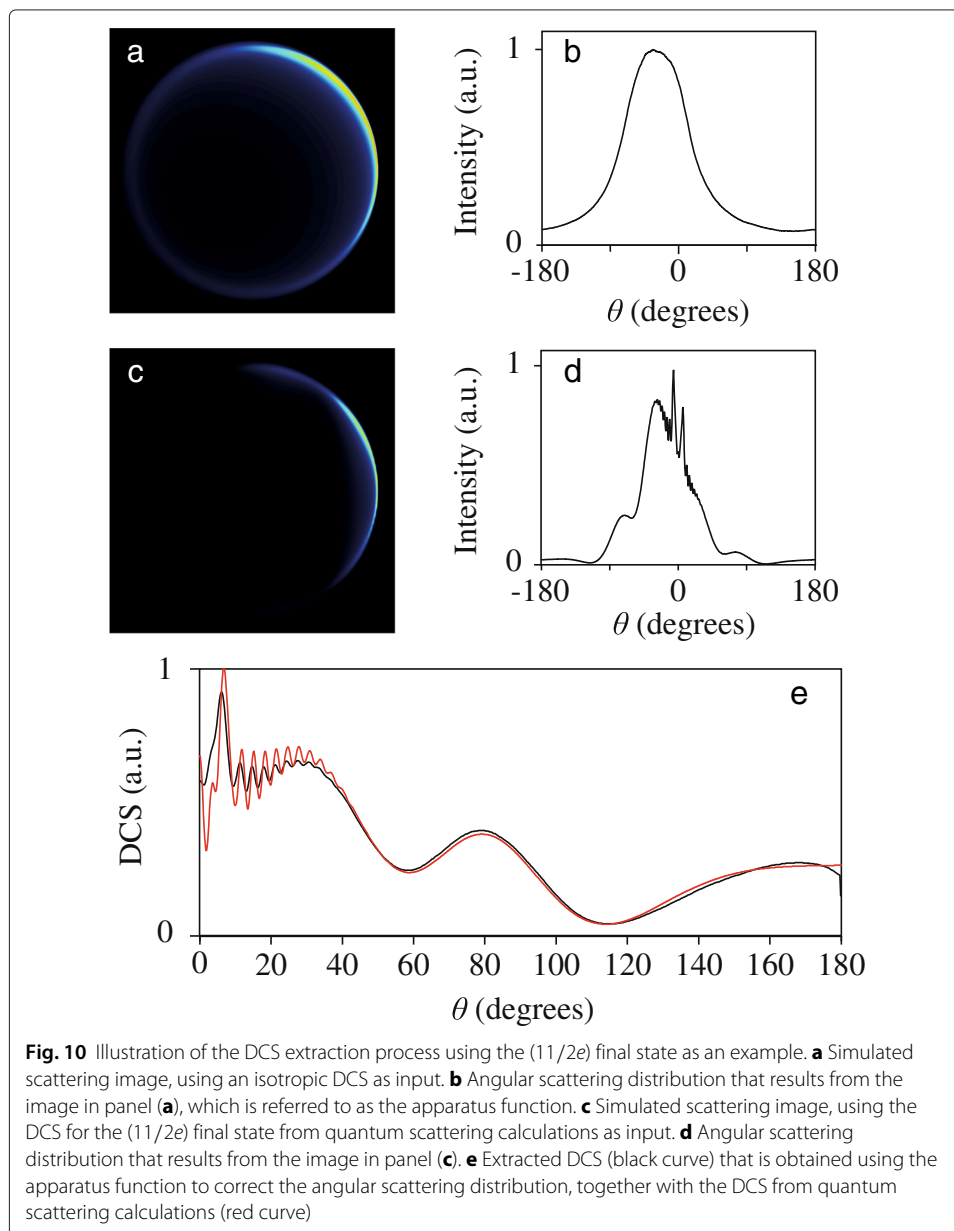 a
b
1
Intensity (a.u.)
0
-180
0
180
θ (degrees)
c
d
1
Intensity (a.u.)
0
-180
0
180
θ (degrees)
e
1
DCS (a.u.)
0
0 20 40 60 80 100 120 140 160 180
θ (degrees)
Fig. 10 Illustration of the DCS extraction process using the (11/2e) final state as an example. a Simulated
scattering image, using an isotropic DCS as input. b Angular scattering distribution that results from the
image in panel (a), which is referred to as the apparatus function. c Simulated scattering image, using the
DCS for the (11/2e) final state from quantum scattering calculations as input. d Angular scattering
distribution that results from the image in panel (c). e Extracted DCS (black curve) that is obtained using the
apparatus function to correct the angular scattering distribution, together with the DCS from quantum
scattering calculations (red curve)